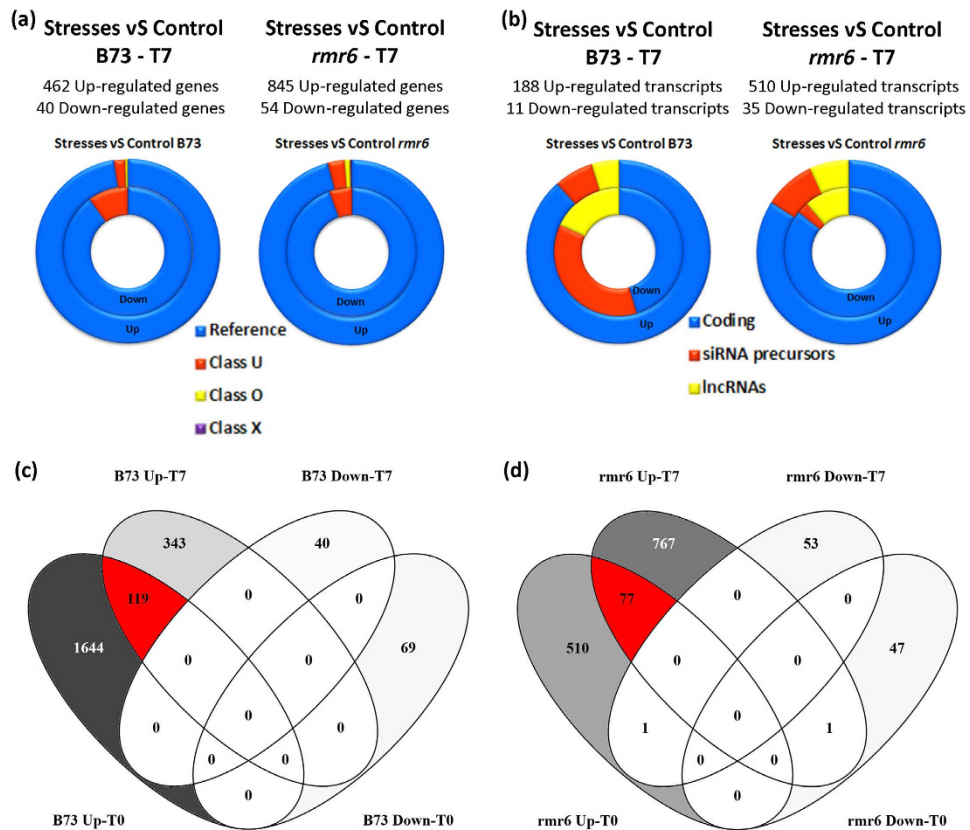 (a)
Stresses vS Control
B73 - T7
462 Up-regulated genes
40 Down-regulated genes
Stresses vS Control B73
Down
Up
Stresses vS Control
rmr6 - T7
845 Up-regulated genes
54 Down-regulated genes
Stresses vS Control rmr6
Down
Up
Reference
Class U
Class O
Class X
(b)
Stresses vS Control
B73 - T7
188 Up-regulated transcripts
11 Down-regulated transcripts
Stresses vS Control B73
Down
Up
Stresses vS Control
rmr6 - T7
510 Up-regulated transcripts
35 Down-regulated transcripts
Stresses vS Control rmr6
Down
Up
Coding
siRNA precursors
lncRNAs
(c)
B73 Up-T7
B73 Down-T7
343
40
119
0
0
1644
0
0
69
0
0
0
0
0
0
B73 Up-T0
B73 Down-T0
(d)
rmr6 Up-T7
rmr6 Down-T7
767
53
77
0
0
510
0
0
47
1
0
1
0
0
0
rmr6 Up-T0
rmr6 Down-T0